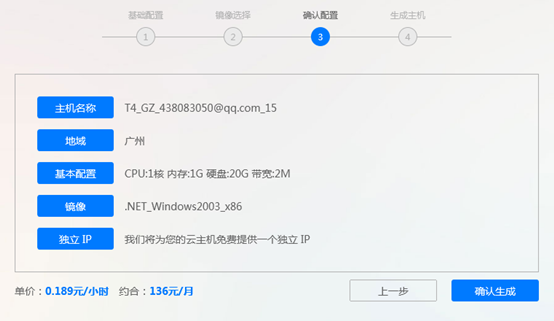 基础配置 镜像选择 确认配置 生成主机
1 2 3 4
主机名称 T4_GZ_438083050@qq.com_15
地域 广州
基本配置 CPU:1核 内存:1G 硬盘:20G 带宽:2M
镜像 .NET_Windows2003_x86
独立 IP 我们将为您的云主机免费提供一个独立 IP
单价：0.189元/小时 约合：136元/月 上一步 确认生成